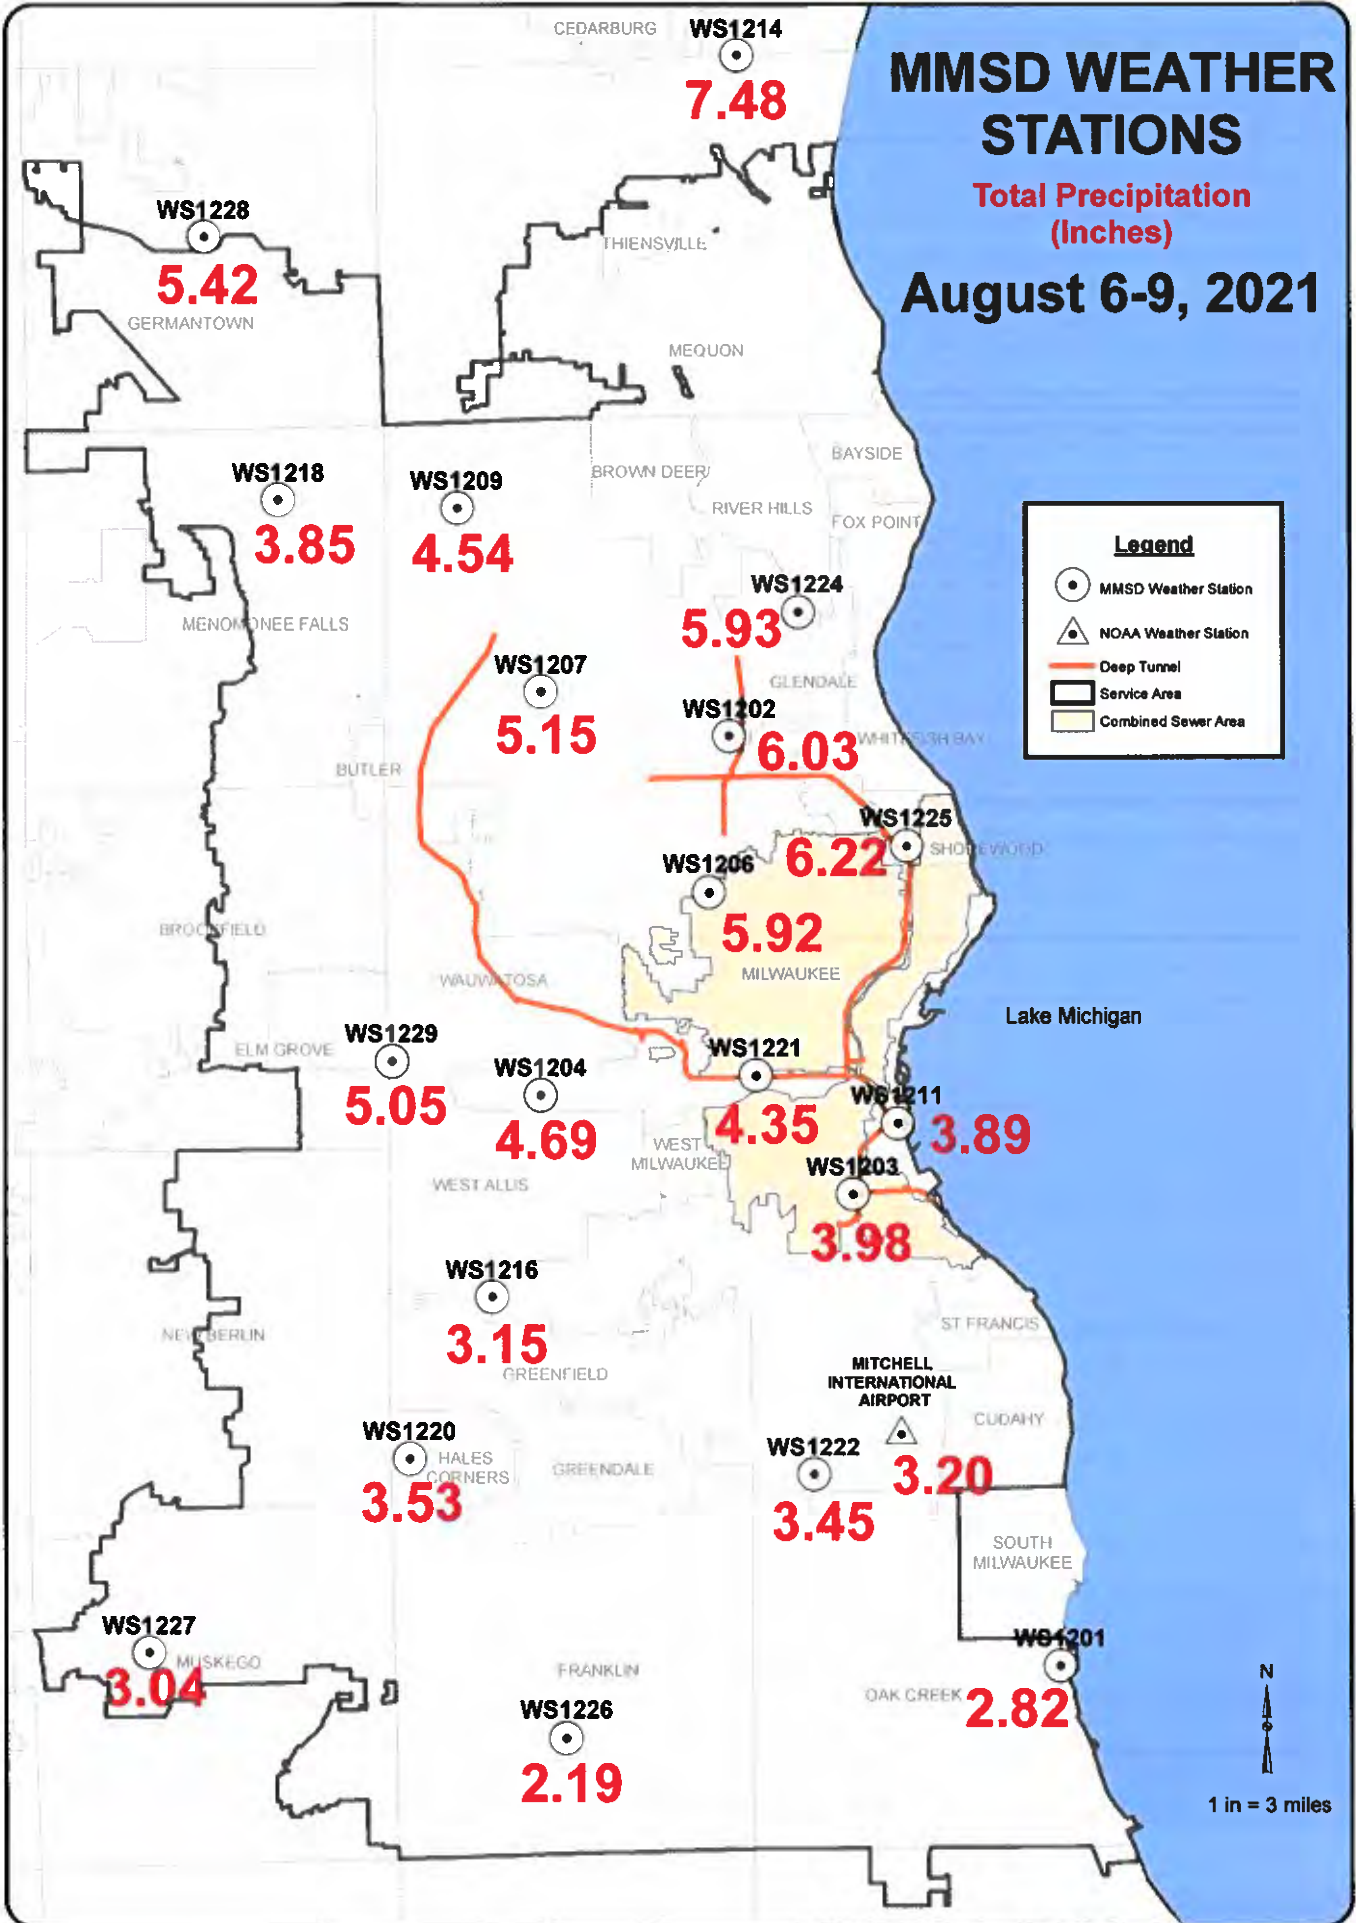 CEDARBURG
WS1214
7.48
MMSD WEATHER
STATIONS
Total Precipitation
(Inches)
August 6-9, 2021
WS1228
5.42
GERMANTOWN
THIENSVILLE
MEQUON
BAYSIDE
WS1218
3.85
WS1209
4.54
BROWN DEER
RIVER HILLS
FOX POINT
Legend
MMSD Weather Station
NOAA Weather Station
Deep Tunnel
Service Area
Combined Sewer Area
WS1224
5.93
MENOMONEE FALLS
WS1207
5.15
GLENDALE
WS1202
6.03
WHITEFISH BAY
BUTLER
WS1225
6.22
SHOREWOOD
WS1206
5.92
MILWAUKEE
BROOKFIELD
WAUWATOSA
Lake Michigan
WS1229
5.05
ELM GROVE
WS1204
4.69
WS1221
4.35
WS1211
3.89
WEST
MILWAUKEE
WS1203
3.98
WEST ALLIS
WS1216
3.15
GREENFIELD
NEW BERLIN
ST FRANCIS
MITCHELL
INTERNATIONAL
AIRPORT
3.20
CUDAHY
WS1220
3.53
HALES
CORNERS
GREENDALE
WS1222
3.45
SOUTH
MILWAUKEE
WS1227
3.04
MUSKEGO
FRANKLIN
WS1226
2.19
WS1201
2.82
OAK CREEK
N
1 in = 3 miles